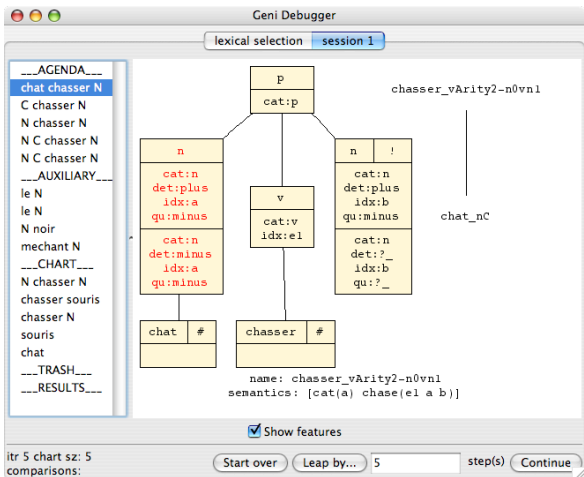 Geni Debugger
lexical selection session 1
___AGENDA___
chat chasser N
C chasser N
N chasser N
N C chasser N
N C chasser N
___AUXILIARY___
le N
le N
N noir
mechant N
___CHART___
N chasser N
chasser souris
chasser N
souris
chat
___TRASH___
___RESULTS___
p
cat:p
n
cat:n
det:plus
idx:a
qu:minus
cat:n
det:minus
idx:a
qu:minus
chat #
v
cat:v
idx:e1
chasser #
n !
cat:n
det:plus
idx:b
qu:minus
cat:n
det:?_
idx:b
qu:?_
chasser_vArity2-n0vn1
chat_nC
name: chasser_vArity2-n0vn1
semantics: [cat(a) chase(e1 a b)]
Show features
itr 5 chart sz: 5
comparisons:
Start over Leap by... 5 step(s) Continue